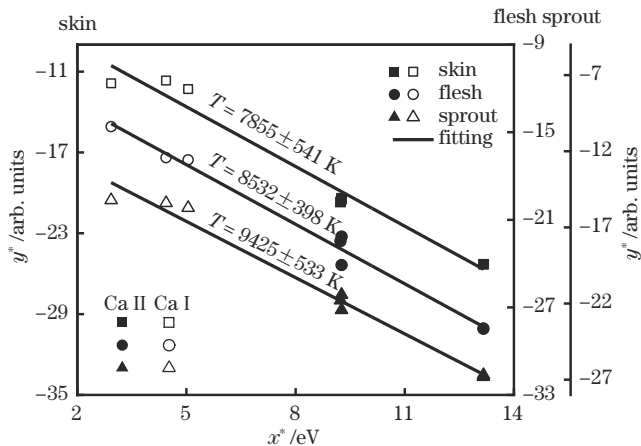 skin
flesh sprout
−11
−17
−23
−29
−35
y*/arb. units
2
5
8
11
14
x*/eV
−9
−15
−21
−27
−33
y*/arb. units
−7
−12
−17
−22
−27
y*/arb. units
skin
flesh
sprout
fitting
T = 7855±541 K
T = 8532±398 K
T = 9425±533 K
Ca II Ca I